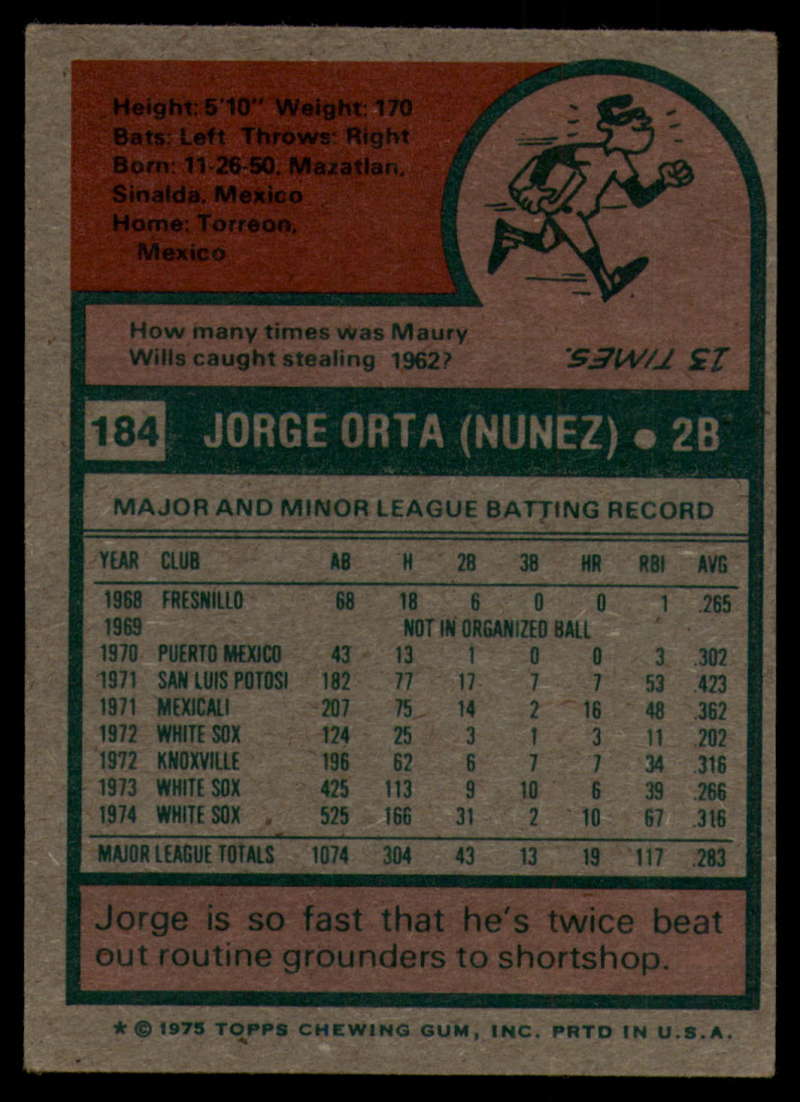 Height: 5'10" Weight: 170
Bats: Left Throws: Right
Born: 11-26-50, Mazatlan,
Sinalda, Mexico
Home: Torreon,
Mexico
How many times was Maury
Wills caught stealing 1962?
13 TIMES.
184 JORGE ORTA (NUNEZ) • 2B
MAJOR AND MINOR LEAGUE BATTING RECORD
YEAR CLUB AB H 2B 3B HR RBI AVG
1968 FRESNILLO 68 18 6 0 0 1 .265
1969 NOT IN ORGANIZED BALL
1970 PUERTO MEXICO 43 13 1 0 0 3 .302
1971 SAN LUIS POTOSI 182 77 17 7 7 53 .423
1971 MEXICALI 207 75 14 2 16 48 .362
1972 WHITE SOX 124 25 3 1 3 11 .202
1972 KNOXVILLE 196 62 6 7 7 34 .316
1973 WHITE SOX 425 113 9 10 6 39 .266
1974 WHITE SOX 525 166 31 2 10 67 .316
MAJOR LEAGUE TOTALS 1074 304 43 13 19 117 .283
Jorge is so fast that he's twice beat
out routine grounders to shortshop.
* © 1975 TOPPS CHEWING GUM, INC. PRTD IN U.S.A.